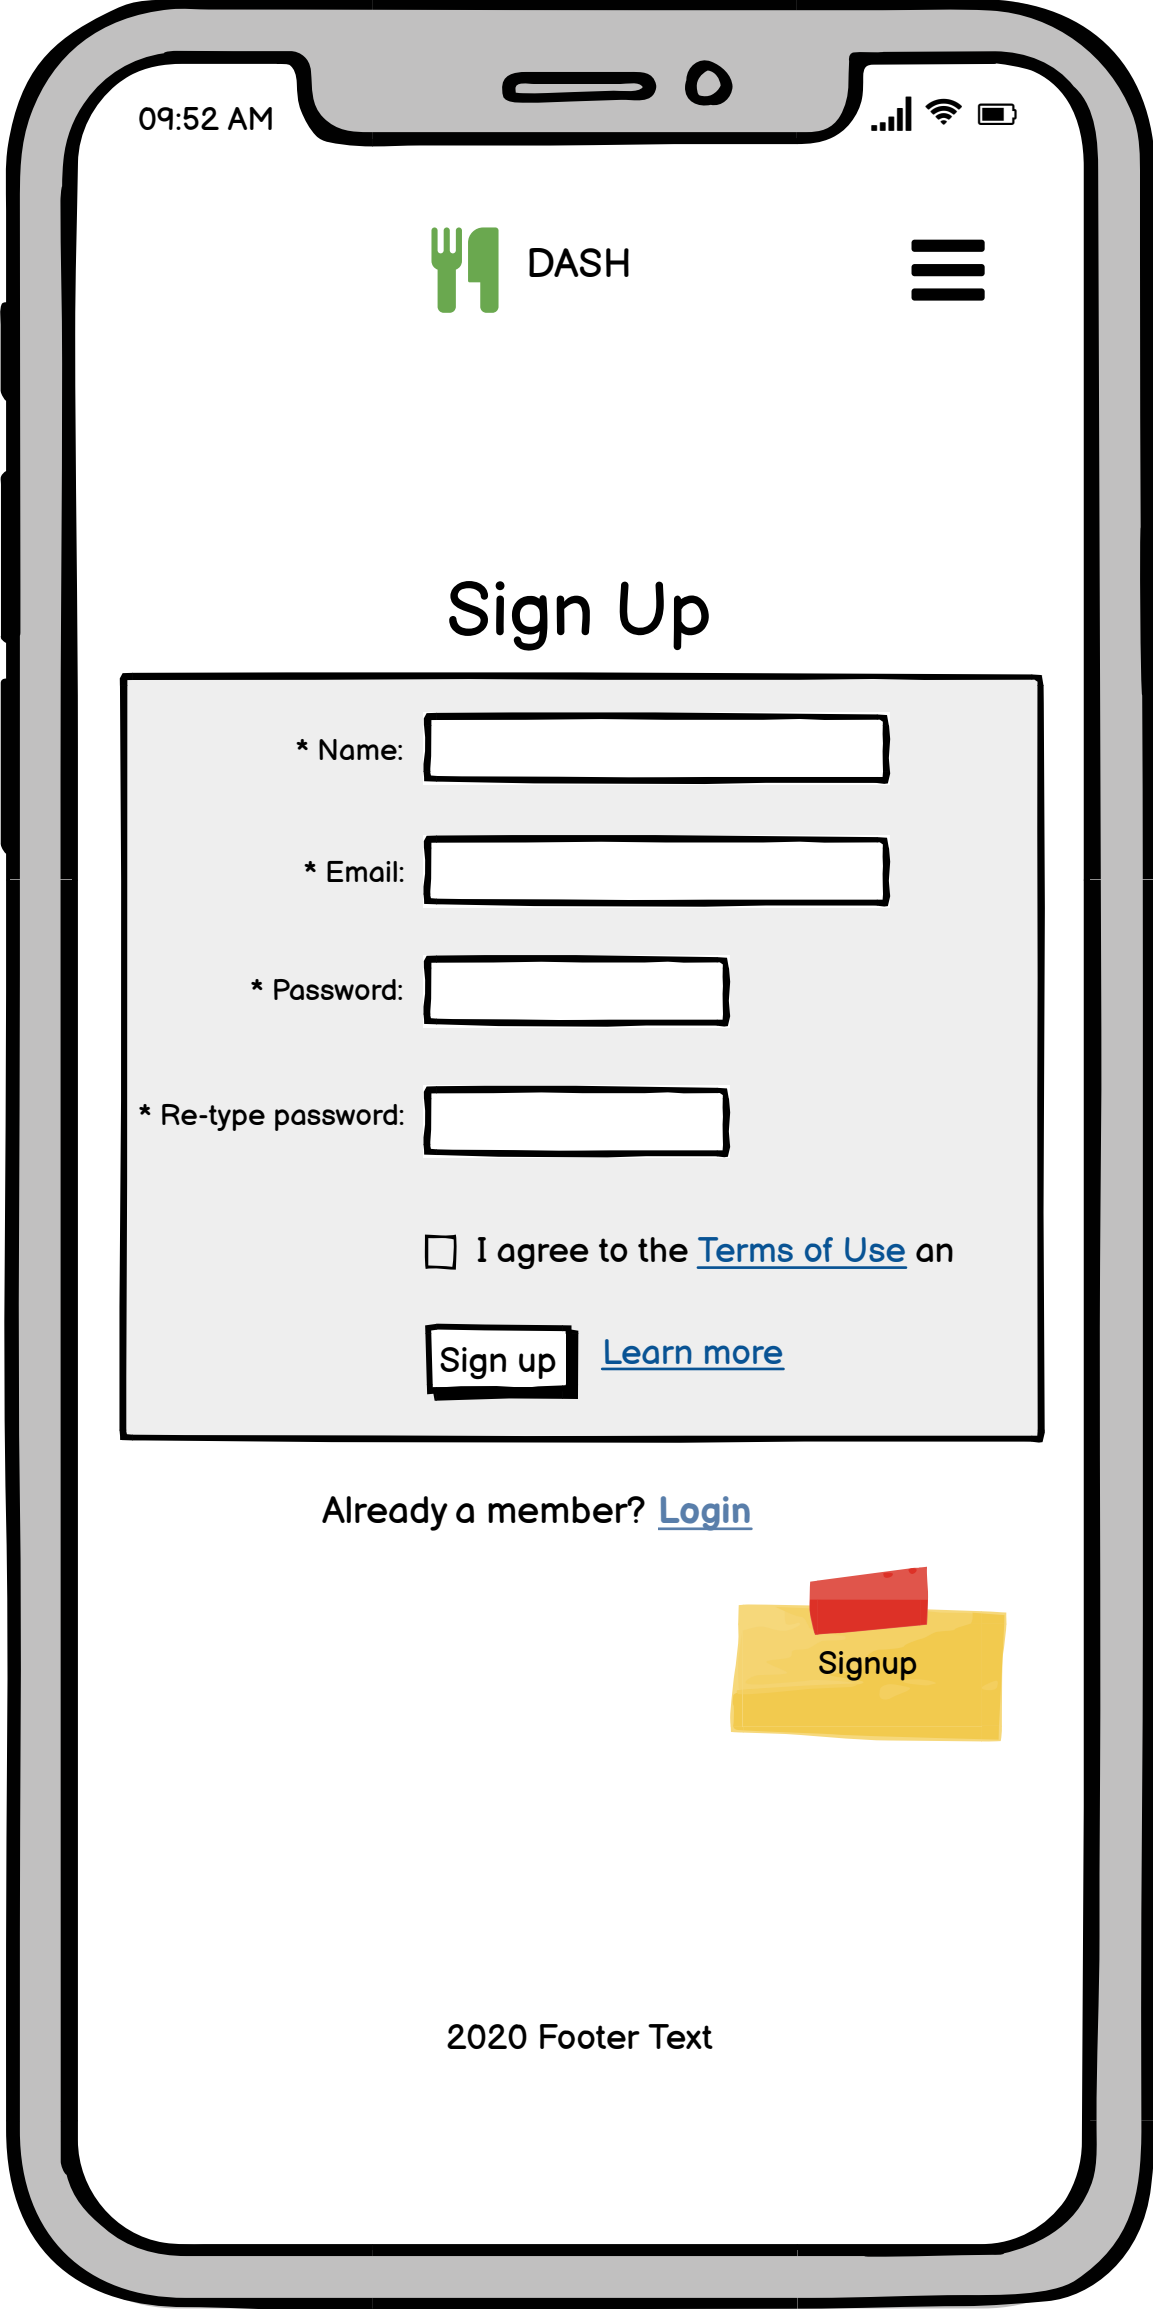 09:52 AM
DASH
Sign Up
* Name:
* Email:
* Password:
* Re-type password:
I agree to the Terms of Use an
Sign up Learn more
Already a member? Login
Signup
2020 Footer Text